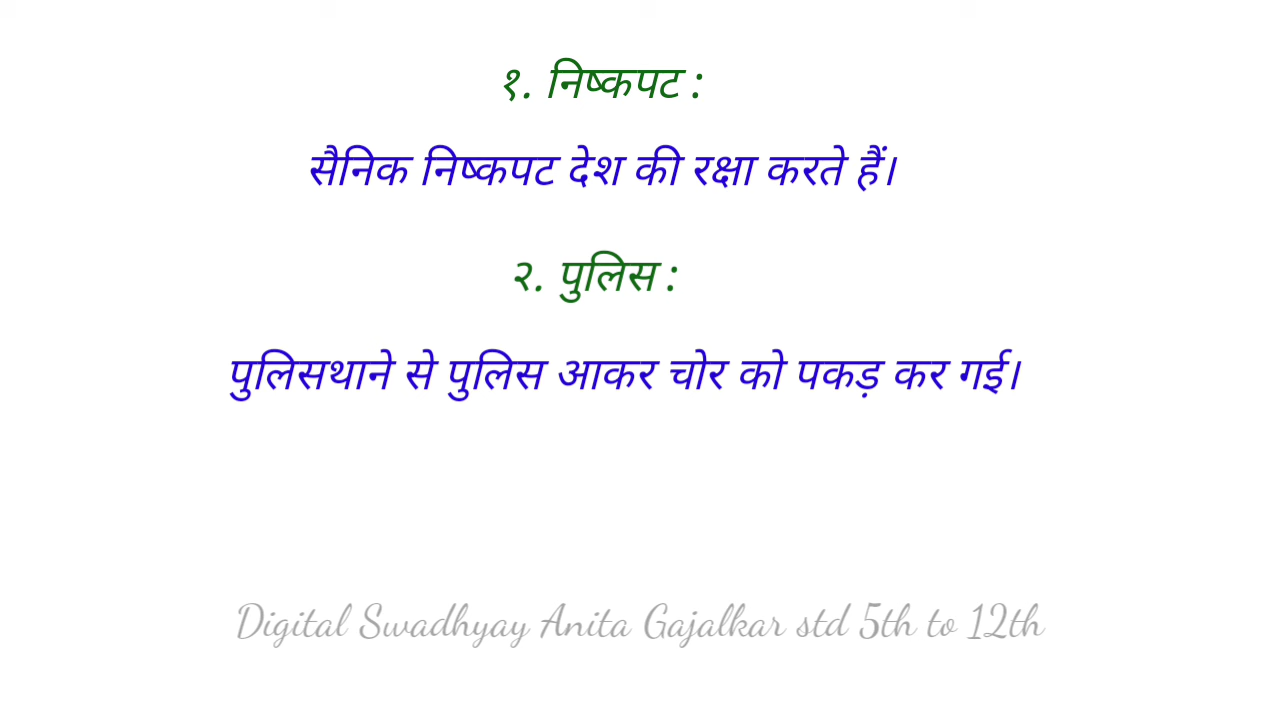 १. निष्कपट :
सैनिक निष्कपट देश की रक्षा करते हैं।
२. पुलिस :
पुलिसथाने से पुलिस आकर चोर को पकड़ कर गई।
Digital Swadhyay Anita Gajalkar std 5th to 12th